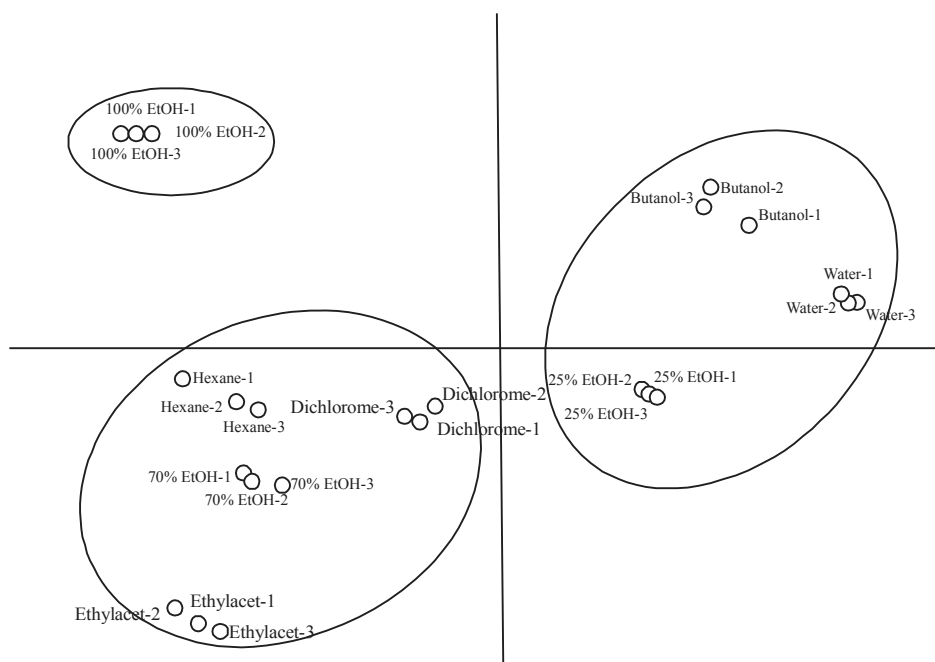 100% EtOH-1
100% EtOH-2
100% EtOH-3
Butanol-2
Butanol-3
Butanol-1
Water-1
Water-2
Water-3
Hexane-1
Hexane-2
Hexane-3
Dichlorome-2
Dichlorome-3
Dichlorome-1
25% EtOH-2
25% EtOH-1
25% EtOH-3
70% EtOH-1
70% EtOH-3
70% EtOH-2
Ethylacet-1
Ethylacet-2
Ethylacet-3